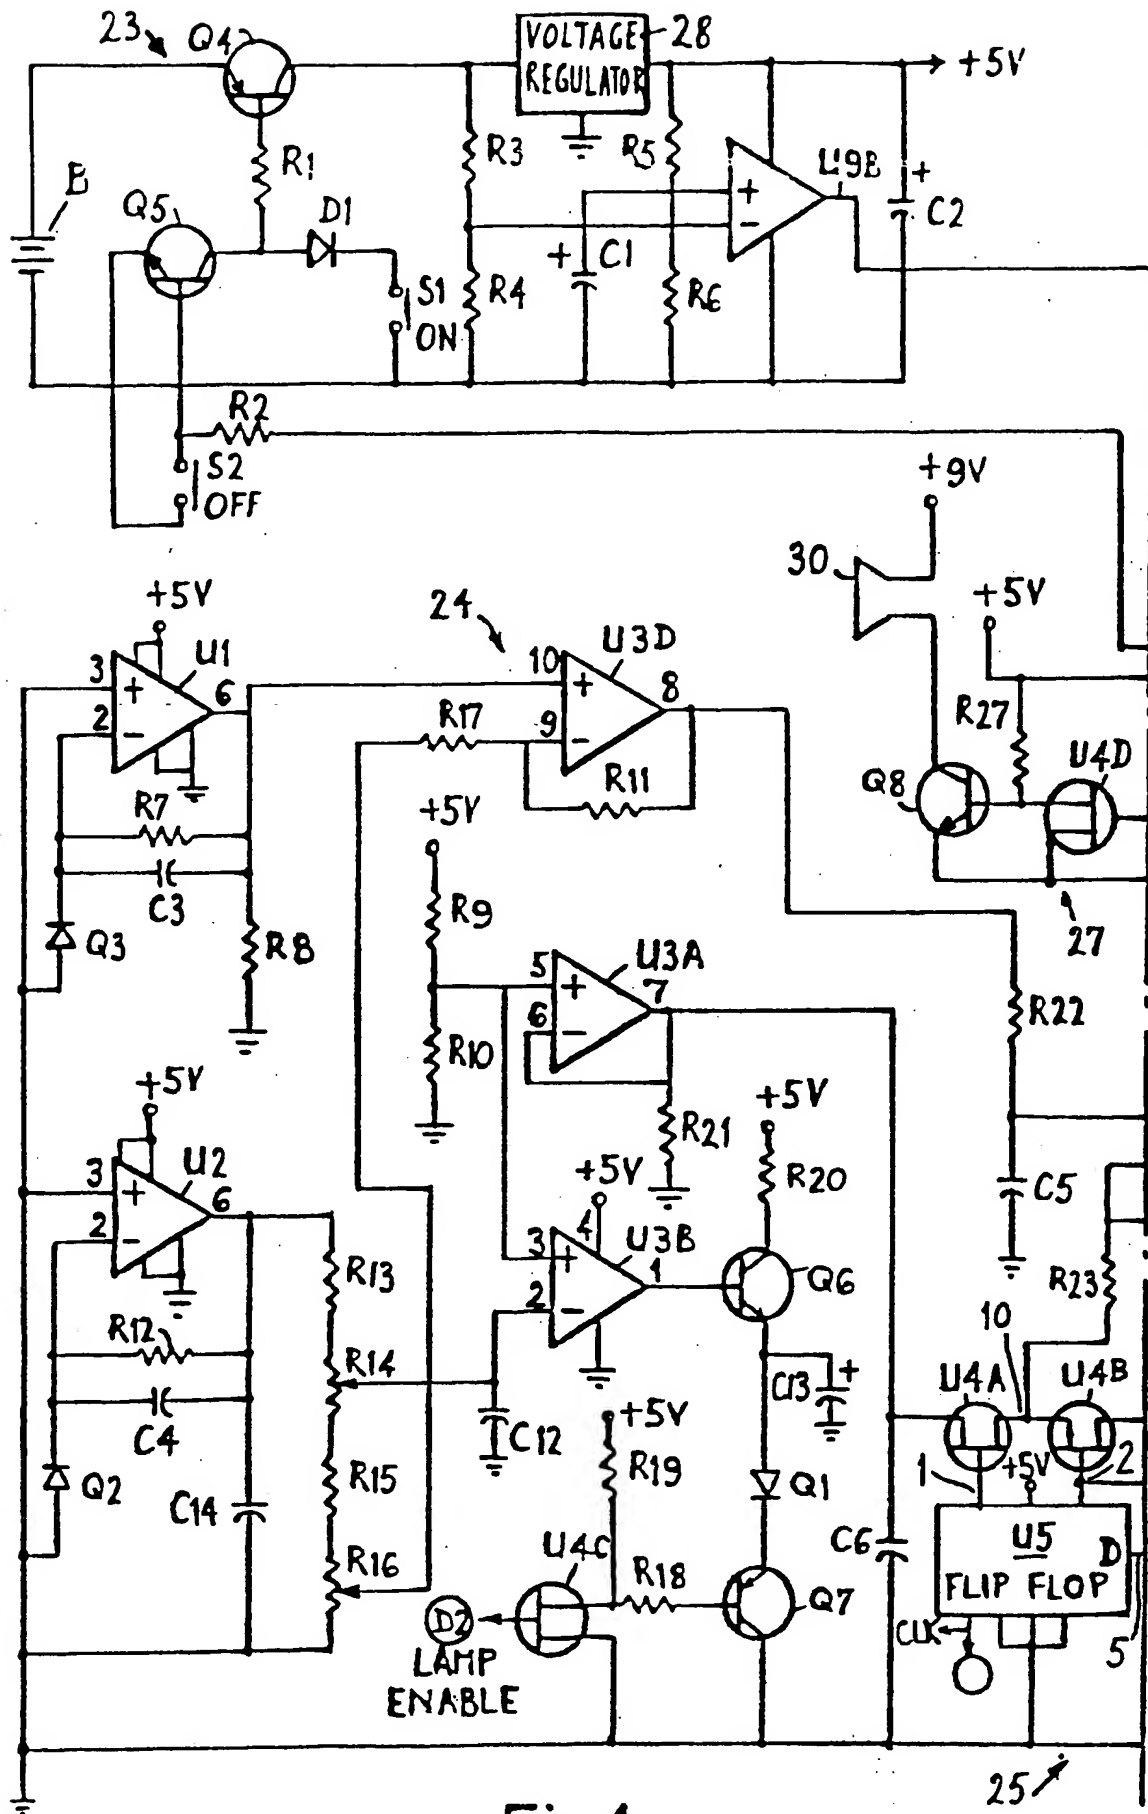 23
Q4
VOLTAGE
REGULATOR
28
+5V
B
R1
R3
R5
+
−
U9B
+
C2
Q5
D1
+
C1
S1
ON
R4
R6
R2
S2
OFF
+9V
30
+5V
+5V
24
U3D
3
+
U1
6
2
−
10
+
8
R17
9
−
R11
R27
Q8
U4D
R7
C3
+5V
Q3
R8
R9
27
5
+
U3A
7
6
−
R10
R22
+5V
R21
+5V
R20
C5
3
+
U2
6
2
−
+5V
4
3
+
U3B
1
2
−
Q6
R13
R23
R12
R14
10
C13
+
U4A
U4B
C4
C12
+5V
R19
Q2
R15
Q1
1
+5V
2
C14
C6
U5
D
FLIP FLOP
R16
U4C
R18
Q7
D2
LAMP
ENABLE
CLK
5
25